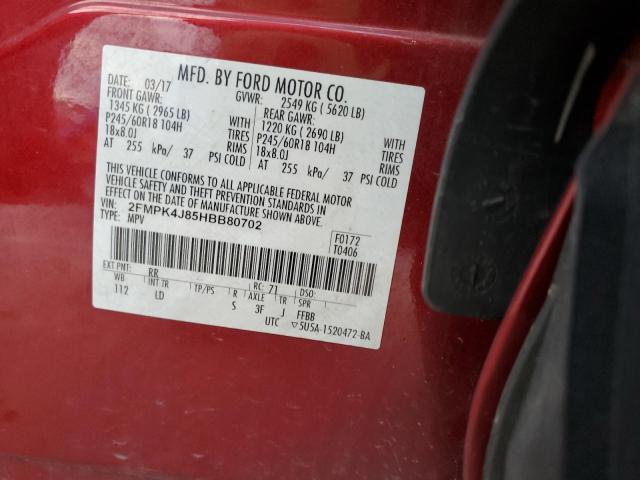 MFD. BY FORD MOTOR CO.
DATE: 03/17 GVWR: 2549 KG ( 5620 LB)
FRONT GAWR: REAR GAWR:
1345 KG ( 2965 LB) 1220 KG ( 2690 LB)
P245/60R18 104H TIRES P245/60R18 104H TIRES
18x8.0J RIMS 18x8.0J RIMS
AT 255 kPa/ 37 PSI COLD AT 255 kPa/ 37 PSI COLD
THIS VEHICLE CONFORMS TO ALL APPLICABLE FEDERAL MOTOR
VEHICLE SAFETY AND THEFT PREVENTION STANDARDS IN
EFFECT ON THE DATE OF MANUFACTURE SHOWN ABOVE.
VIN: 2FMPK4J85HBB80702
TYPE: MPV
F0172
T0406
EXT PNT: RR RC: 71 DSO:
WB INT TR TP/PS R AXLE TR SPR
112 LD S 3F J FFBB
UTC ▽5U5A-1520472-BA